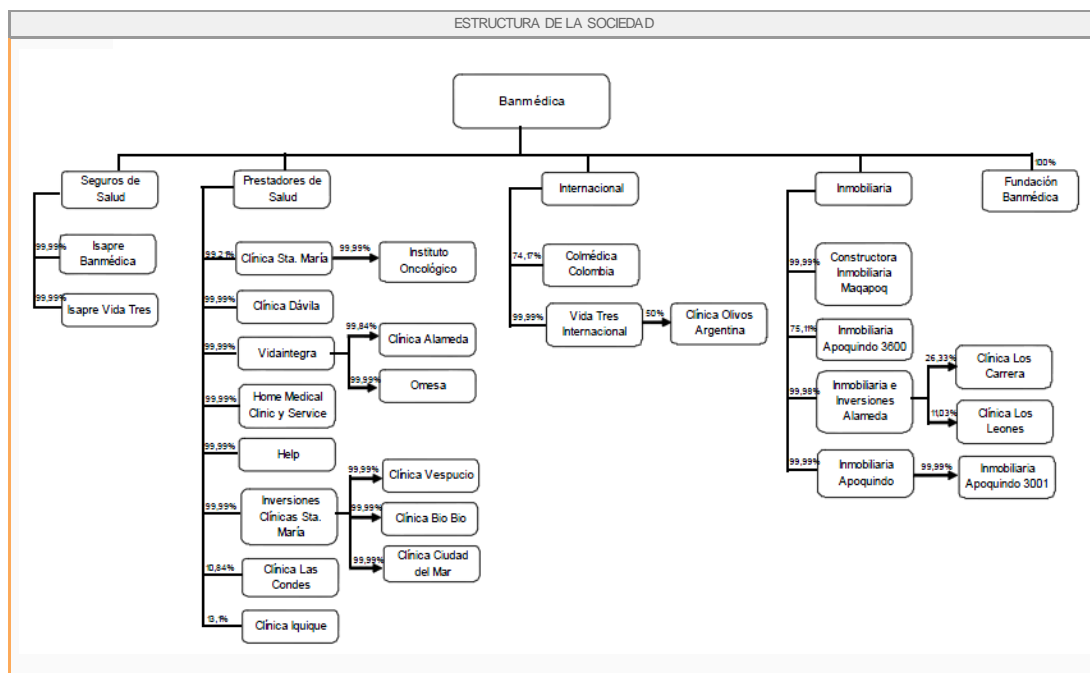 ESTRUCTURA DE LA SOCIEDAD
Banmédica
Seguros de
Salud
99,99%
Isapre
Banmédica
99,99%
Isapre Vida Tres
Prestadores de
Salud
99,21%
Clínica Sta. María
99,99%
Instituto
Oncológico
99,99%
Clínica Dávila
99,99%
Vidaintegra
99,84%
Clínica Alameda
99,99%
Omesa
99,99%
Home Medical
Clinic y Service
99,99%
Help
99,99%
Inversiones
Clínicas Sta.
María
99,99%
Clínica Vespucio
99,99%
Clínica Bio Bio
99,99%
Clínica Ciudad
del Mar
10,84%
Clínica Las
Condes
13,1%
Clínica Iquique
Internacional
74,17%
Colmédica
Colombia
99,99%
Vida Tres
Internacional
50%
Clínica Olivos
Argentina
Inmobiliaria
99,99%
Constructora
Inmobiliaria
Maqapoq
75,11%
Inmobiliaria
Apoquindo 3600
99,98%
Inmobiliaria e
Inversiones
Alameda
26,33%
Clínica Los
Carrera
11,03%
Clínica Los
Leones
99,99%
Inmobiliaria
Apoquindo
99,99%
Inmobiliaria
Apoquindo 3001
100%
Fundación
Banmédica